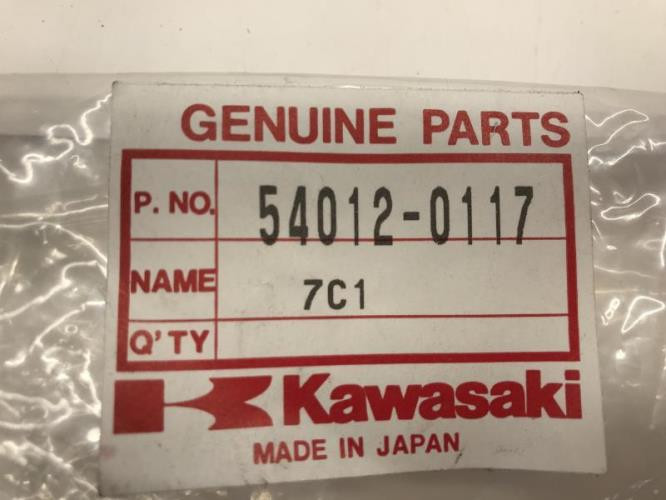 GENUINE PARTS
P. NO. 54012-0117
NAME 7C1
Q'TY
Kawasaki
MADE IN JAPAN